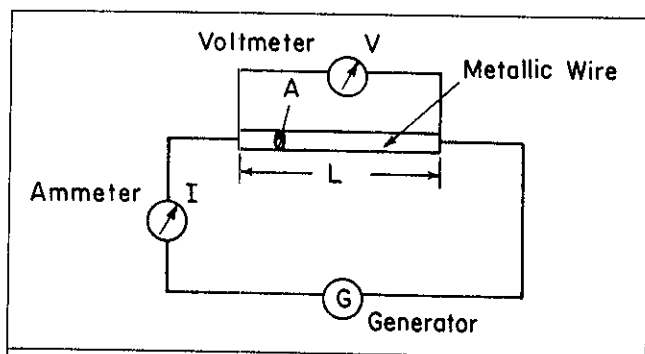 Voltmeter V
Metallic Wire
A
L
Ammeter I
G
Generator